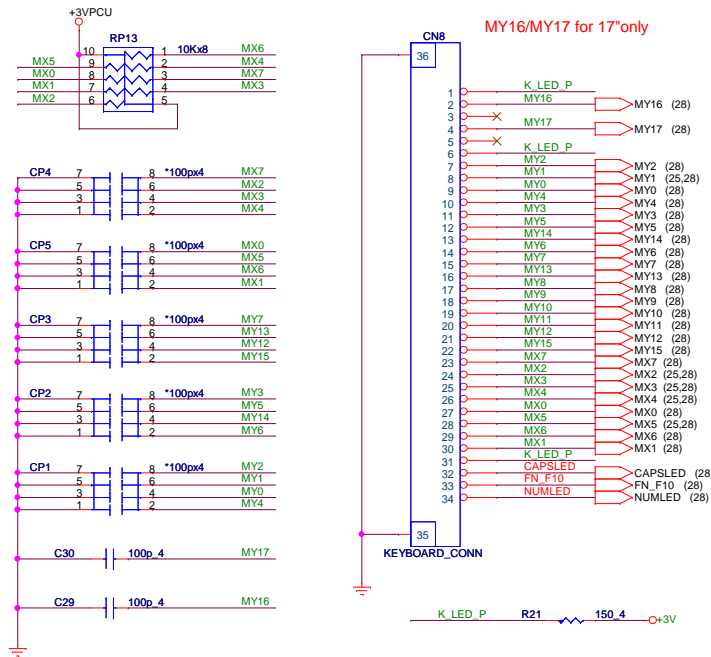 +3VPCU
MY16/MY17 for 17"only
RP13
10Kx8
10 1 MX6
MX5 9 2 MX4
MX0 8 3 MX7
MX1 7 4 MX3
MX2 6 5
CP4 7 8 *100px4 MX7
5 6 MX2
3 4 MX3
1 2 MX4
CP5 7 8 *100px4 MX0
5 6 MX5
3 4 MX6
1 2 MX1
CP3 7 8 *100px4 MY7
5 6 MY13
3 4 MY12
1 2 MY15
CP2 7 8 *100px4 MY3
5 6 MY5
3 4 MY14
1 2 MY6
CP1 7 8 *100px4 MY2
5 6 MY1
3 4 MY0
1 2 MY4
C30 100p_4 MY17
C29 100p_4 MY16
CN8
36
1 K_LED_P
2 MY16 MY16 (28)
3
4 MY17 MY17 (28)
5
6 K_LED_P
7 MY2 MY2 (28)
8 MY1 MY1 (25,28)
9 MY0 MY0 (28)
10 MY4 MY4 (28)
11 MY3 MY3 (28)
12 MY5 MY5 (28)
13 MY14 MY14 (28)
14 MY6 MY6 (28)
15 MY7 MY7 (28)
16 MY13 MY13 (28)
17 MY8 MY8 (28)
18 MY9 MY9 (28)
19 MY10 MY10 (28)
20 MY11 MY11 (28)
21 MY12 MY12 (28)
22 MY15 MY15 (28)
23 MX7 MX7 (28)
24 MX2 MX2 (25,28)
25 MX3 MX3 (25,28)
26 MX4 MX4 (25,28)
27 MX0 MX0 (28)
28 MX5 MX5 (25,28)
29 MX6 MX6 (28)
30 MX1 MX1 (28)
31 K_LED_P
32 CAPSLED CAPSLED (28
33 FN_F10 FN_F10 (28)
34 NUMLED NUMLED (28)
35
KEYBOARD_CONN
K_LED_P R21 150_4 +3V